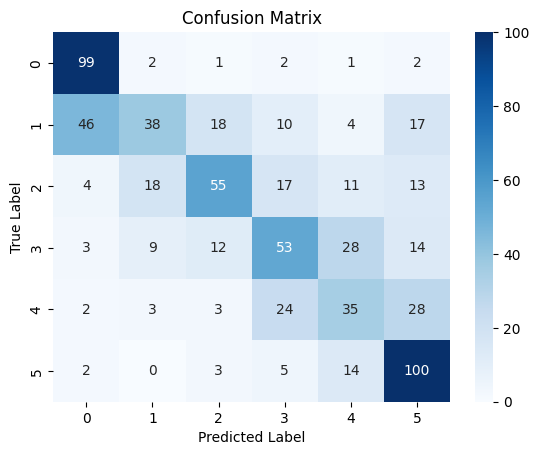 Confusion Matrix
0 99 2 1 2 1 2
1 46 38 18 10 4 17
2 4 18 55 17 11 13
3 3 9 12 53 28 14
4 2 3 3 24 35 28
5 2 0 3 5 14 100
0 1 2 3 4 5
Predicted Label
True Label
100
80
60
40
20
0